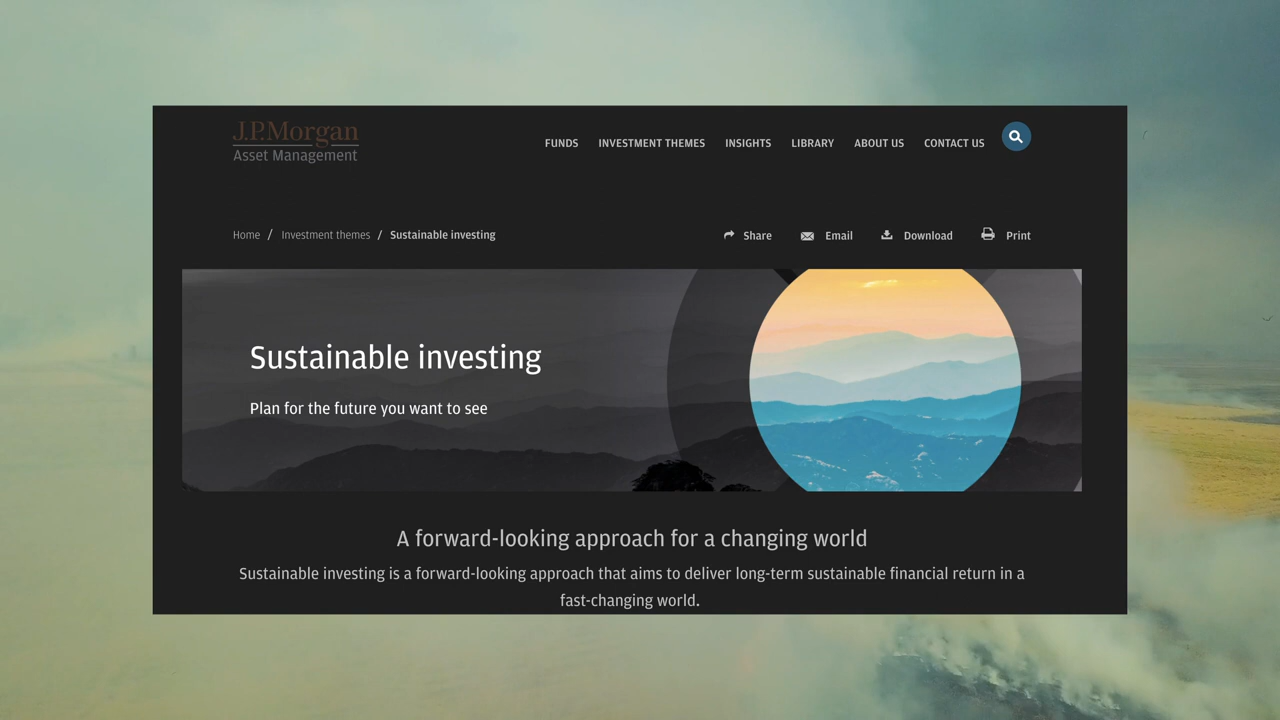 J.P.Morgan
Asset Management
FUNDS INVESTMENT THEMES INSIGHTS LIBRARY ABOUT US CONTACT US
Home / Investment themes / Sustainable investing
Share Email Download Print
Sustainable investing
Plan for the future you want to see
A forward-looking approach for a changing world
Sustainable investing is a forward-looking approach that aims to deliver long-term sustainable financial return in a
fast-changing world.